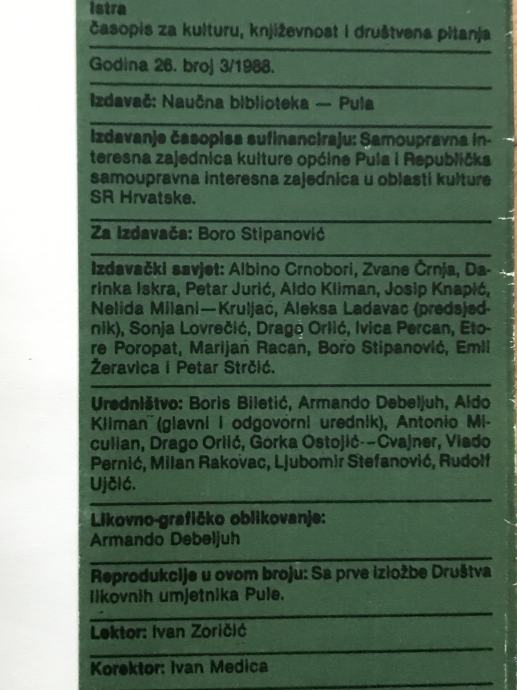 Istra
časopis za kulturu, književnost i društvena pitanja
Godina 26. broj 3/1988.
Izdavač: Naučna biblioteka — Pula
Izdavanje časopisa sufinanciraju: Samoupravna in-
teresna zajednica kulture općine Pula i Republička
samoupravna interesna zajednica u oblasti kulture
SR Hrvatske.
Za izdavača: Boro Stipanović
Izdavački savjet: Albino Crnobori, Zvane Črnja, Da-
rinka Iskra, Petar Jurić, Aldo Kliman, Josip Knapić,
Nelida Milani—Kruljac, Aleksa Ladavac (predsjed-
nik), Sonja Lovrečić, Drago Orlić, Ivica Percan, Eto-
re Poropat, Marijan Racan, Boro Stipanović, Emil
Žeravica i Petar Strčić.
Uredništvo: Boris Biletić, Armando Debeljuh, Aldo
Kliman (glavni i odgovorni urednik), Antonio Mi-
culian, Drago Orlić, Gorka Ostojić--Cvajner, Vlado
Pernić, Milan Rakovac, Ljubomir Stefanović, Rudolf
Ujčić.
Likovno-grafičko oblikovanje:
Armando Debeljuh
Reprodukcije u ovom broju: Sa prve izložbe Društva
likovnih umjetnika Pule.
Lektor: Ivan Zoričić
Korektor: Ivan Medica